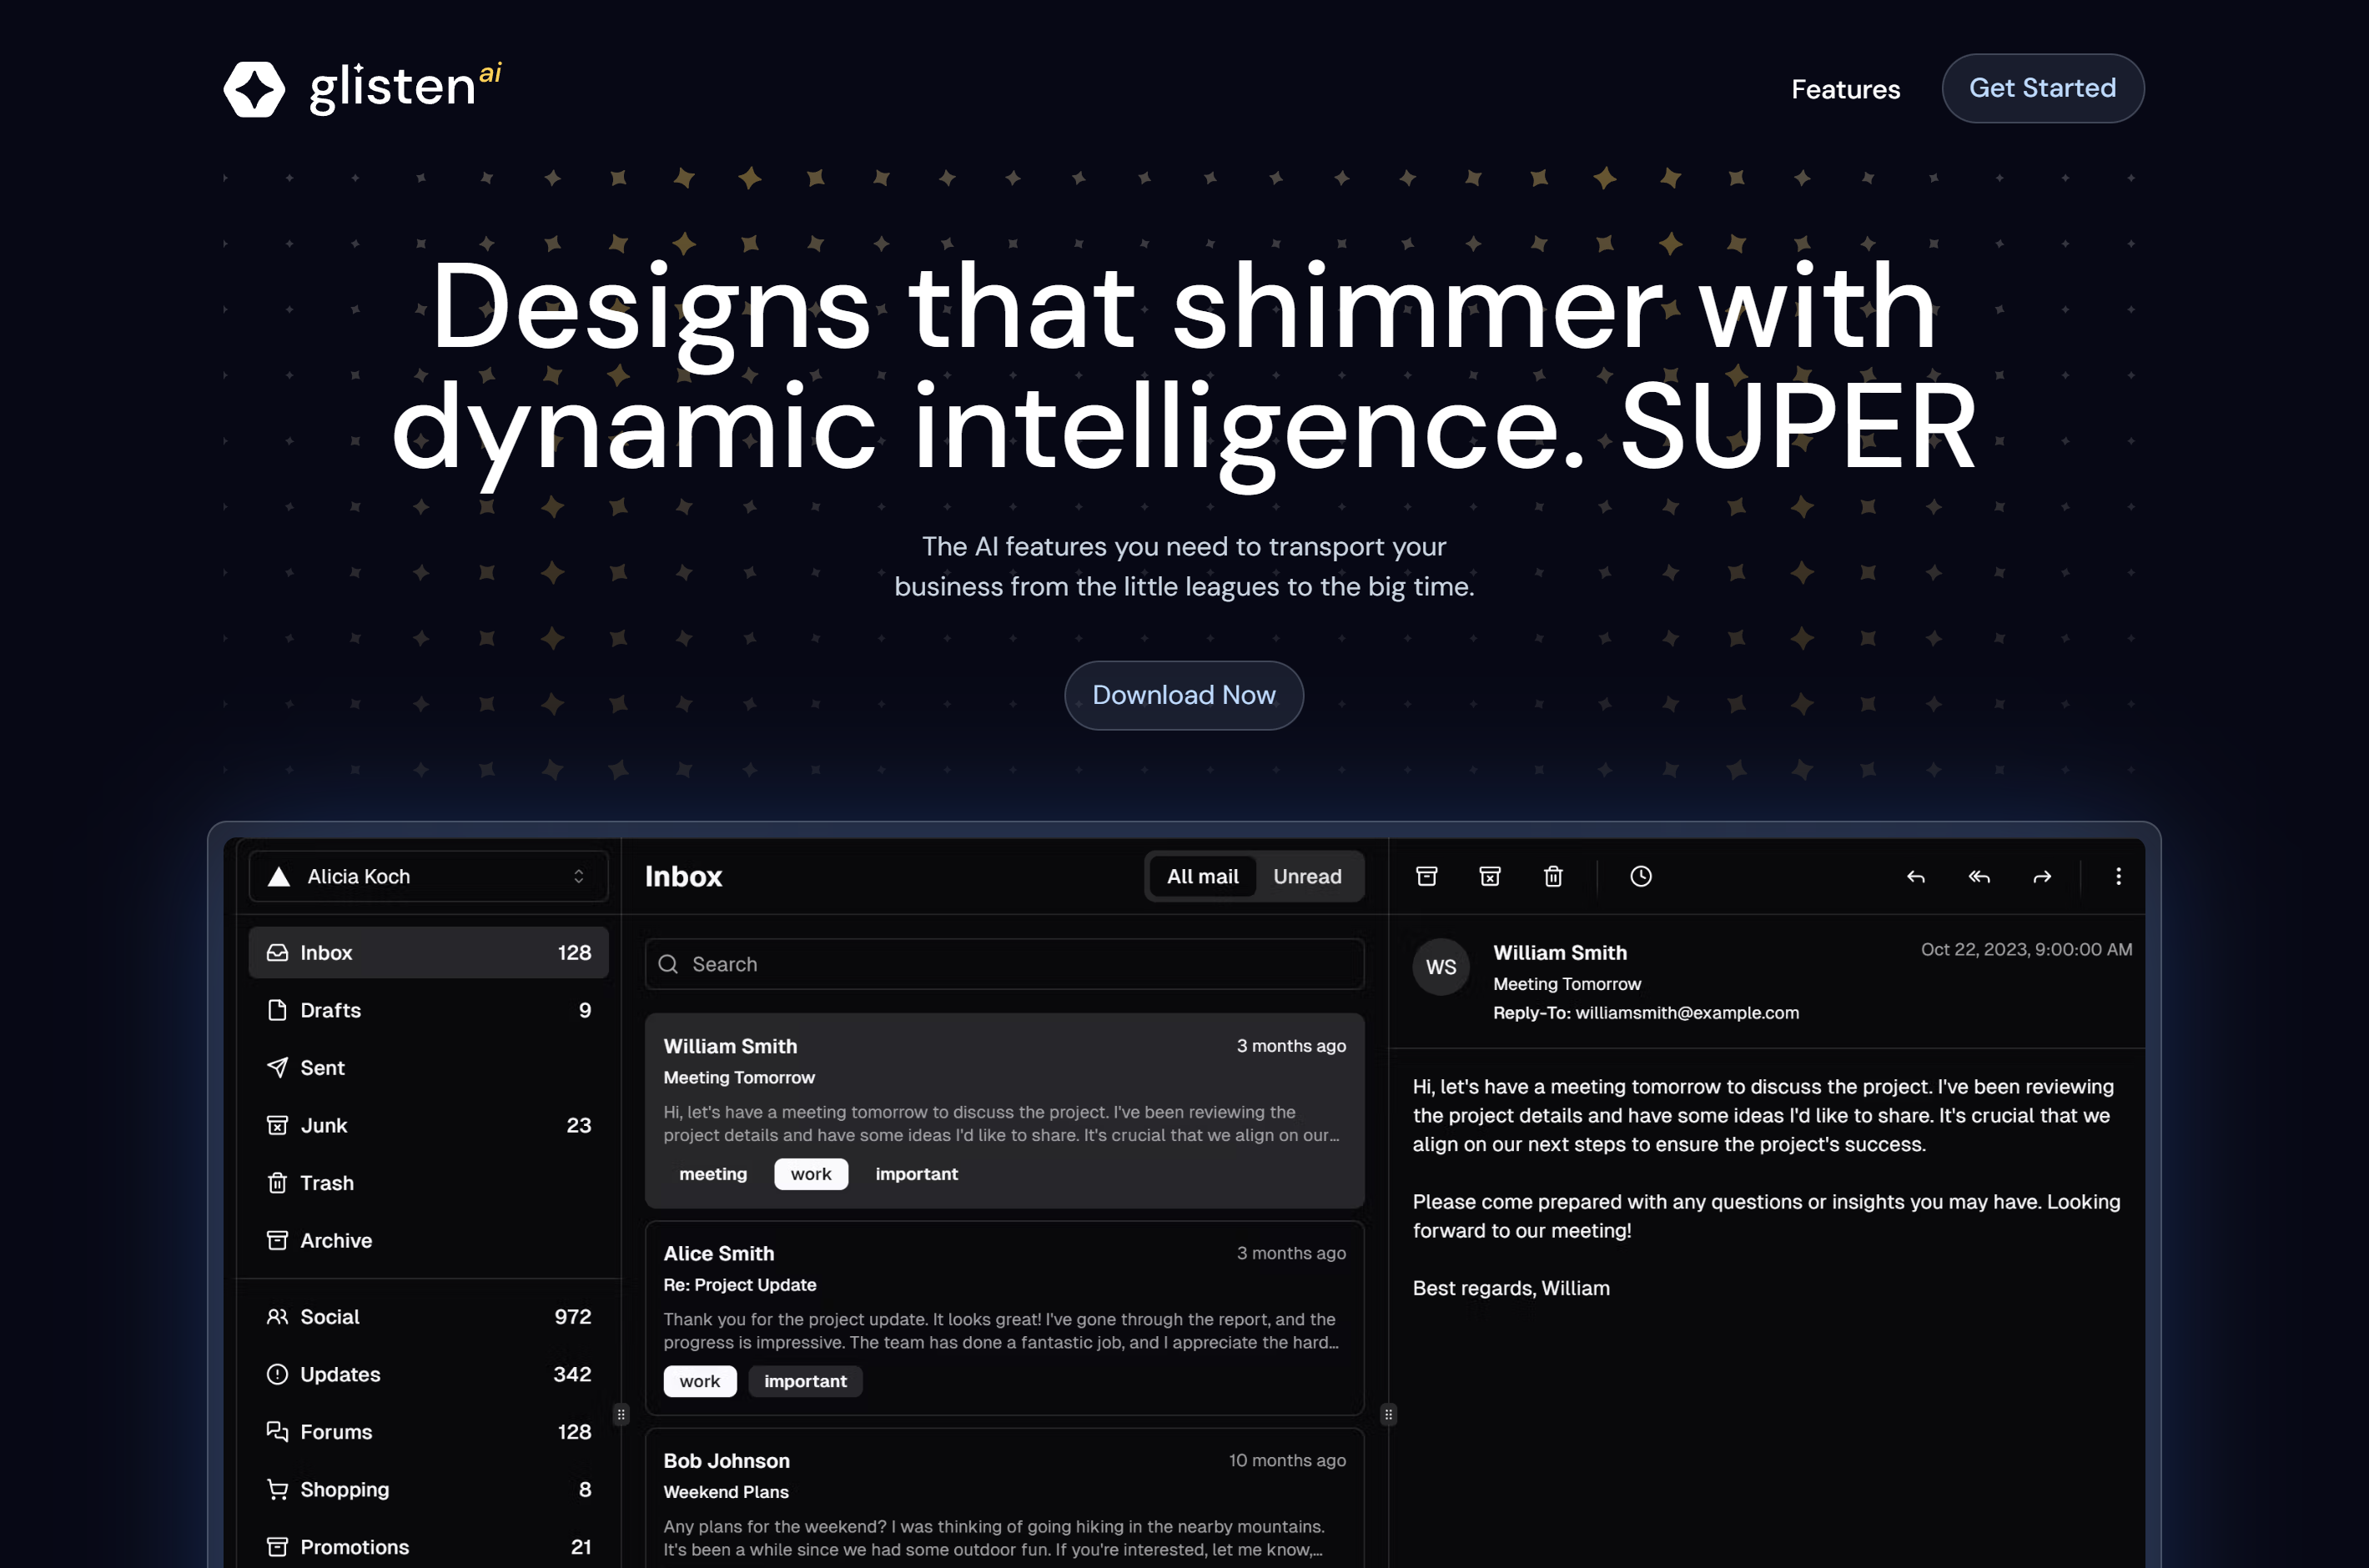 glisten ai
Features
Get Started
Designs that shimmer with
dynamic intelligence. SUPER
The AI features you need to transport your
business from the little leagues to the big time.
Download Now
Alicia Koch
Inbox 128
Drafts 9
Sent
Junk 23
Trash
Archive
Social 972
Updates 342
Forums 128
Shopping 8
Promotions 21
Inbox
All mail
Unread
Search
William Smith
3 months ago
Meeting Tomorrow
Hi, let's have a meeting tomorrow to discuss the project. I've been reviewing the
project details and have some ideas I'd like to share. It's crucial that we align on our...
meeting work important
Alice Smith
3 months ago
Re: Project Update
Thank you for the project update. It looks great! I've gone through the report, and the
progress is impressive. The team has done a fantastic job, and I appreciate the hard...
work important
Bob Johnson
10 months ago
Weekend Plans
Any plans for the weekend? I was thinking of going hiking in the nearby mountains.
It's been a while since we had some outdoor fun. If you're interested, let me know,...
WS
William Smith
Oct 22, 2023, 9:00:00 AM
Meeting Tomorrow
Reply-To: williamsmith@example.com
Hi, let's have a meeting tomorrow to discuss the project. I've been reviewing
the project details and have some ideas I'd like to share. It's crucial that we
align on our next steps to ensure the project's success.
Please come prepared with any questions or insights you may have. Looking
forward to our meeting!
Best regards, William